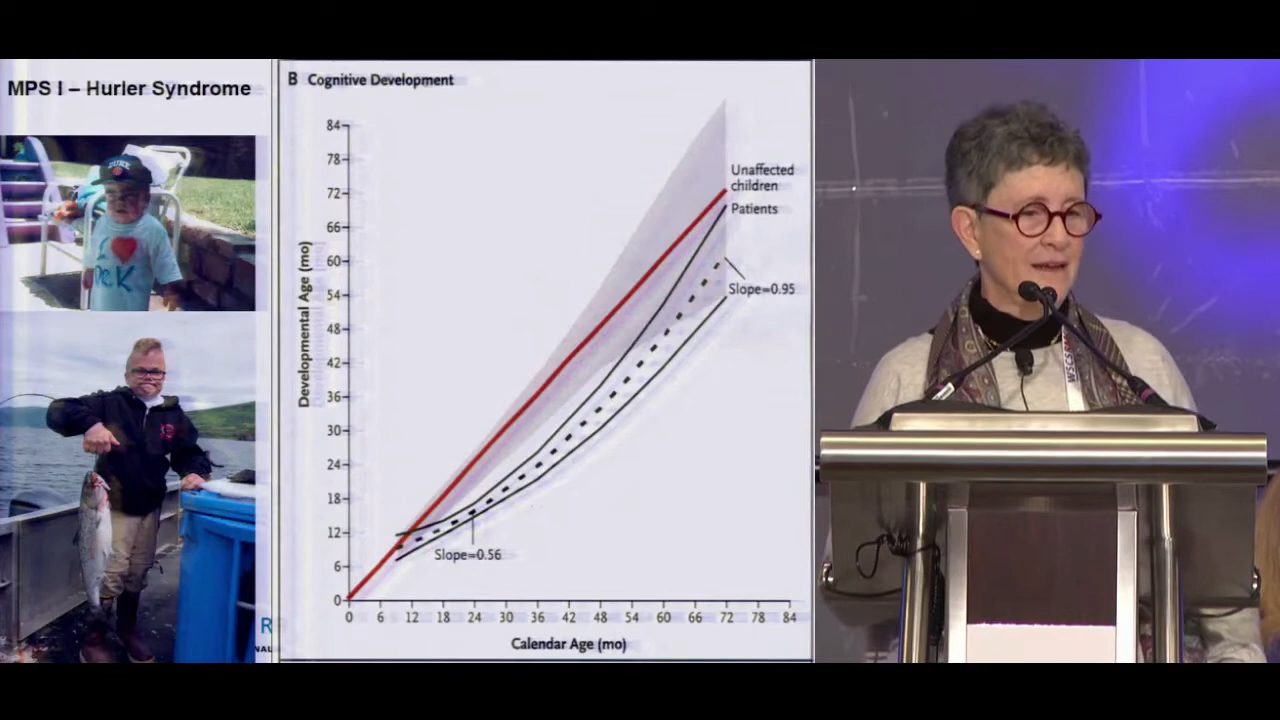 MPS I – Hurler Syndrome
B Cognitive Development
84
78
72
66
60
54
48
42
36
30
24
18
12
6
0
Developmental Age (mo)
Unaffected
children
Patients
Slope=0.95
Slope=0.56
0 6 12 18 24 30 36 42 48 54 60 66 72 78 84
Calendar Age (mo)
DUKE
I
R
WSCS